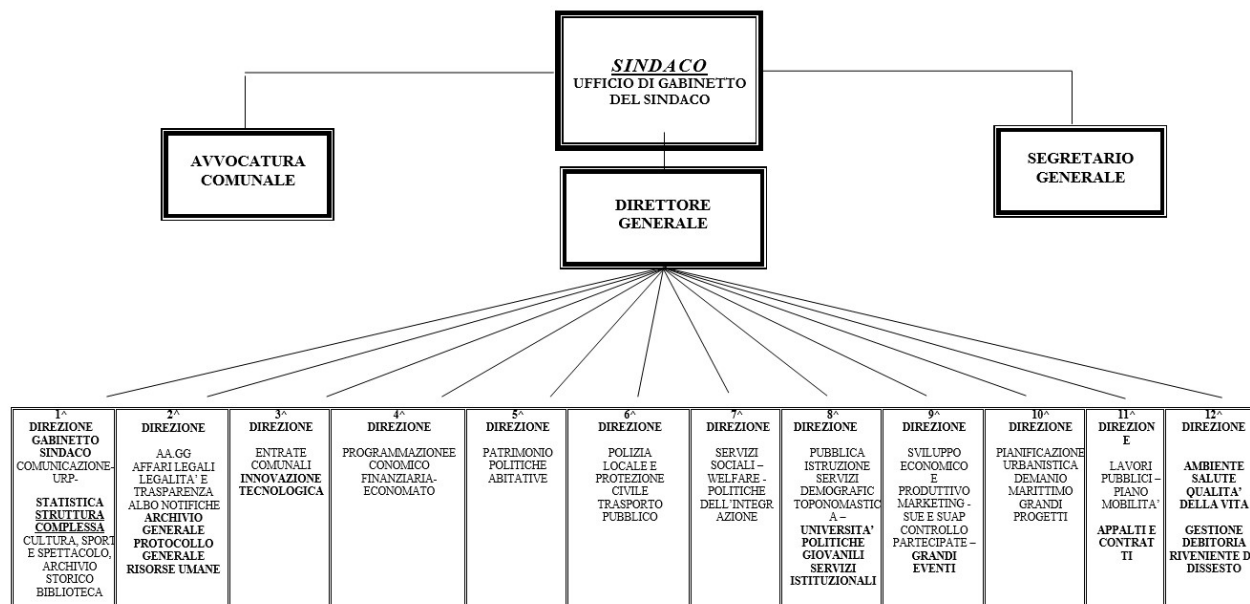 SINDACO
UFFICIO DI GABINETTO
DEL SINDACO
AVVOCATURA
COMUNALE
SEGRETARIO
GENERALE
DIRETTORE
GENERALE
1^
DIREZIONE
GABINETTO
SINDACO
COMUNICAZIONE-
URP-
STATISTICA
STRUTTURA
COMPLESSA
CULTURA, SPORT
E SPETTACOLO,
ARCHIVIO
STORICO
BIBLIOTECA
2^
DIREZIONE
AA.GG
AFFARI LEGALI
LEGALITA' E
TRASPARENZA
ALBO NOTIFICHE
ARCHIVIO
GENERALE
PROTOCOLLO
GENERALE
RISORSE UMANE
3^
DIREZIONE
ENTRATE
COMUNALI
INNOVAZIONE
TECNOLOGICA
4^
DIREZIONE
PROGRAMMAZIONEE
CONOMICO
FINANZIARIA-
ECONOMATO
5^
DIREZIONE
PATRIMONIO
POLITICHE
ABITATIVE
6^
DIREZIONE
POLIZIA
LOCALE E
PROTEZIONE
CIVILE
TRASPORTO
PUBBLICO
7^
DIREZIONE
SERVIZI
SOCIALI –
WELFARE -
POLITICHE
DELL'INTEGR
AZIONE
8^
DIREZIONE
PUBBLICA
ISTRUZIONE
SERVIZI
DEMOGRAFIC
TOPONOMASTIC
A –
UNIVERSITA'
POLITICHE
GIOVANILI
SERVIZI
ISTITUZIONALI
9^
DIREZIONE
SVILUPPO
ECONOMICO
E
PRODUTTIVO
MARKETING -
SUE E SUAP
CONTROLLO
PARTECIPATE –
GRANDI
EVENTI
10^
DIREZIONE
PIANIFICAZIONE
URBANISTICA
DEMANIO
MARITTIMO
GRANDI
PROGETTI
11^
DIREZION
E
LAVORI
PUBBLICI –
PIANO
MOBILITA'
APPALTI E
CONTRAT
TI
12^
DIREZIONE
AMBIENTE
SALUTE
QUALITA'
DELLA VITA
GESTIONE
DEBITORIA
RIVENIENTE D
DISSESTO